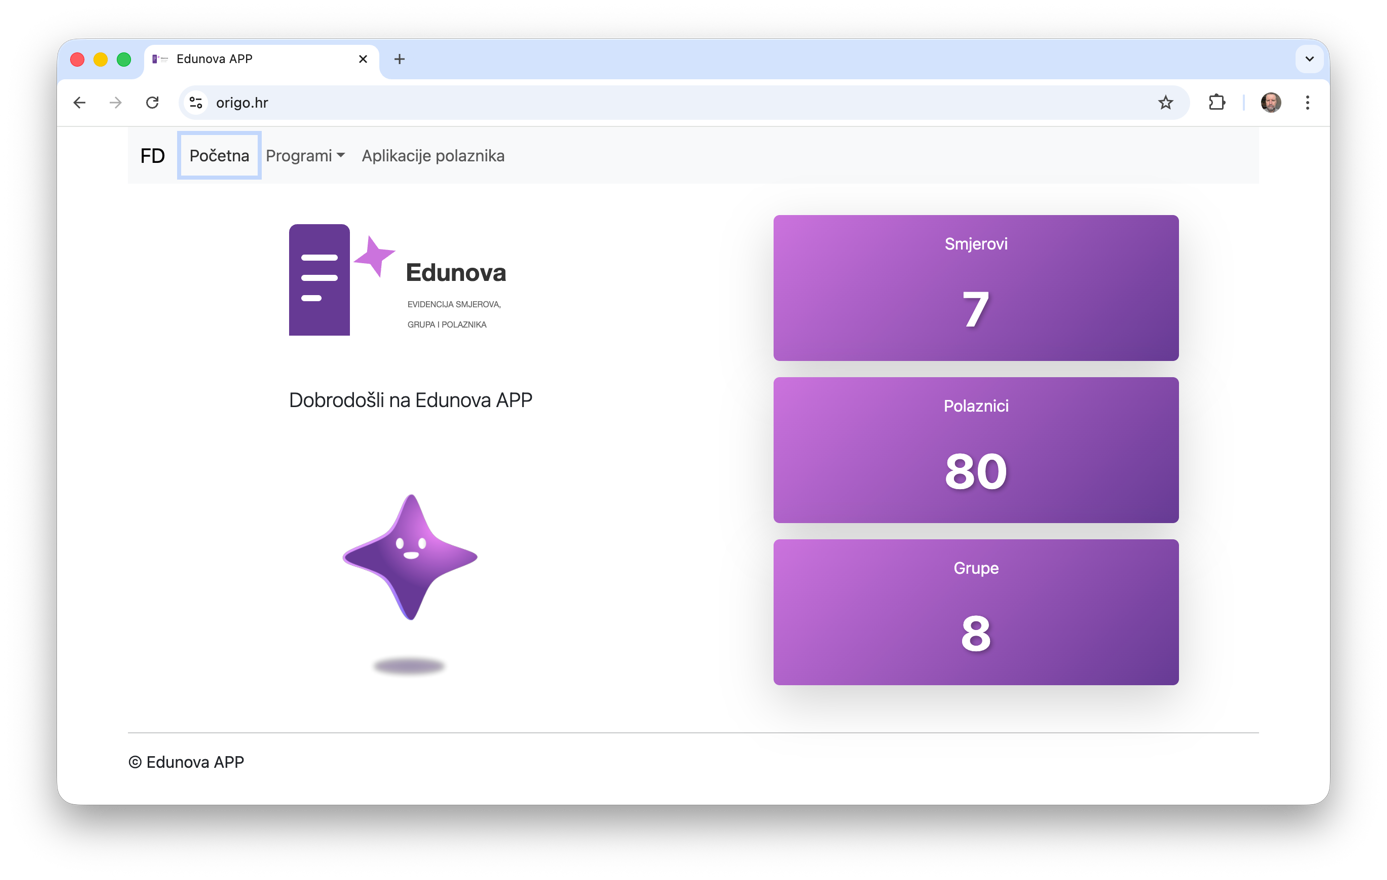 Edunova APP
origo.hr
FD Početna Programi Aplikacije polaznika
Edunova
EVIDENCIJA SMJEROVA,
GRUPA I POLAZNIKA
Dobrodošli na Edunova APP
Smjerovi
7
Polaznici
80
Grupe
8
© Edunova APP